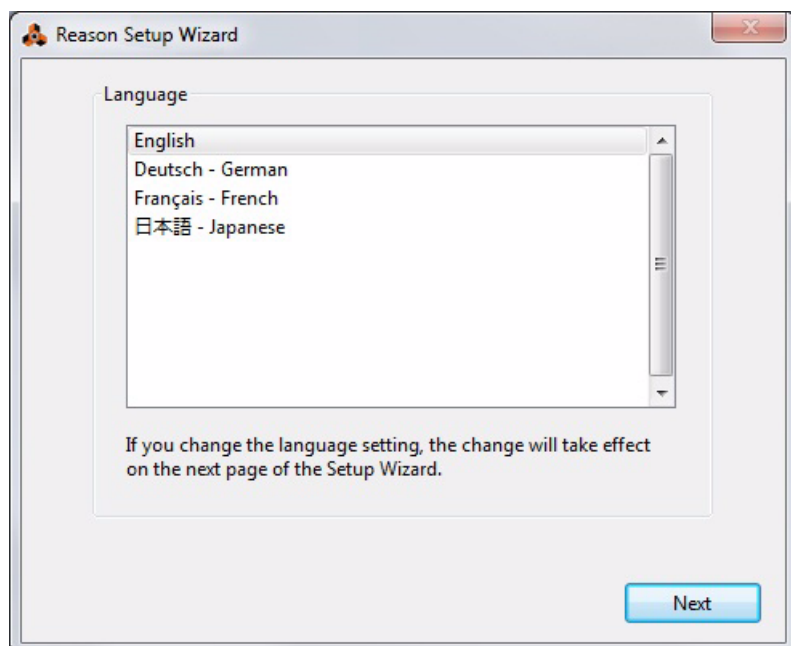 Reason Setup Wizard
Language
English
Deutsch - German
Français - French
日本語 - Japanese
If you change the language setting, the change will take effect
on the next page of the Setup Wizard.
Next